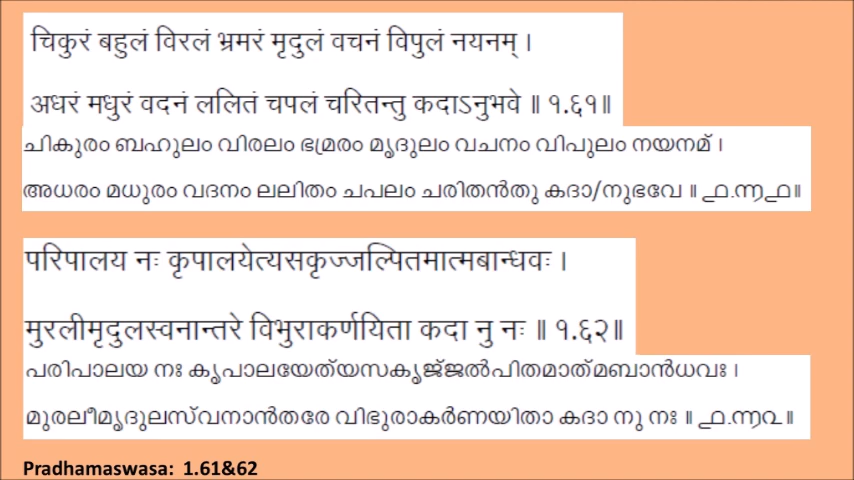 चिकुरं बहुलं विरलं भ्रमरं मृदुलं वचनं विपुलं नयनम् ।
अधरं मधुरं वदनं ललितं चपलं चरितन्तु कदाऽनुभवे ॥ १.६१॥
ചികുരം ബഹുലം വിരലം ഭ്രമരം മൃദുലം വചനം വിപുലം നയനമ് ।
അധരം മധുരം വദനം ലലിതം ചപലം ചരിതൻതു കദാ/നുഭവേ ॥ ൧.൬൧॥
परिपालय नः कृपालयेत्यसकृज्जल्पितमात्मबान्धवः ।
मुरलीमृदुलस्वनान्तरे विभुराकर्णयिता कदा नु नः ॥ १.६२॥
പരിപാലയ നഃ കൃപാലയേത്യസകൃജ്ജൽപിതമാത്മബാൻധവഃ ।
മുരലീമൃദുലസ്വനാൻതരേ വിഭുരാകർണയിതാ കദാ നു നഃ ॥ ൧.൬൨॥
Pradhamaswasa: 1.61&62